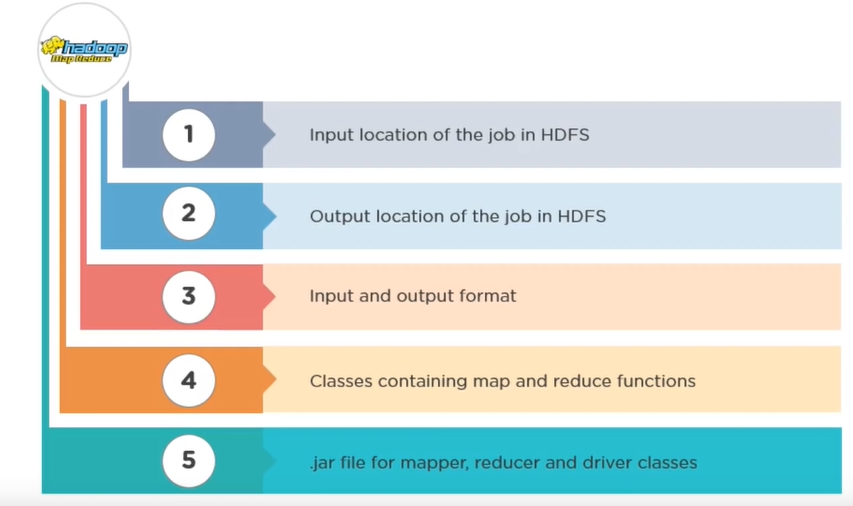 hadoop
Map Reduce
1
Input location of the job in HDFS
2
Output location of the job in HDFS
3
Input and output format
4
Classes containing map and reduce functions
5
.jar file for mapper, reducer and driver classes